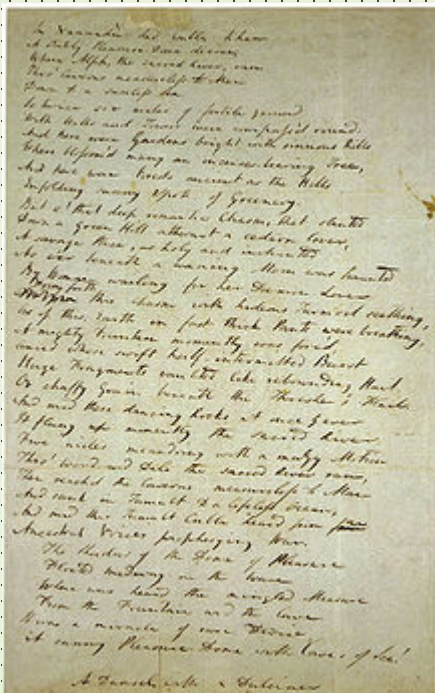 In Xannadù did Cubla Khan
A stately Pleasure Dome decree;
Where Alph, the sacred River, ran
Thro' Caverns measureless to Man
Down to a sunless Sea.
So twice six miles of fertile ground
With Walls and Towers were compass'd round:
And here were Gardens bright with sinuous Rills
Where blossom'd many an incense-bearing Tree,
And here were Forests ancient as the Hills
Enfolding sunny Spots of Greenery.
But o! that deep romantic Chasm, that slanted
Down a green Hill athwart a cedarn Cover,
A savage Place, as holy and inchanted
As e'er beneath a waning Moon was haunted
By Woman wailing for her Dæmon Lover:
forth this Chasm with hideous Turmoil seething,
As if this Earth in fast thick Pants were breathing,
A mighty Fountain momently was forc'd,
Amid whose swift half-intermitted Burst
Huge Fragments vaulted like rebounding Hail,
Or chaffy Grain beneath the Thresher's Flail.
And mid these dancing Rocks at once & ever
It flung up momently the sacred River.
Five miles meandring with a mazy Motion
Thro' Wood and Dale the sacred River ran,
Then reach'd the Caverns measureless to Man
And sank in Tumult to a lifeless Ocean;
And mid this Tumult Cubla heard from
Ancestral Voices prophesying War.
The Shadow of the Dome of Pleasure
Floated midway on the Wave
Where was heard the mingled Measure
From the Fountain and the Cave.
It was a miracle of rare Device,
A sunny Pleasure Dome with Caves of Ice!
A Damsel with a Dulcimer